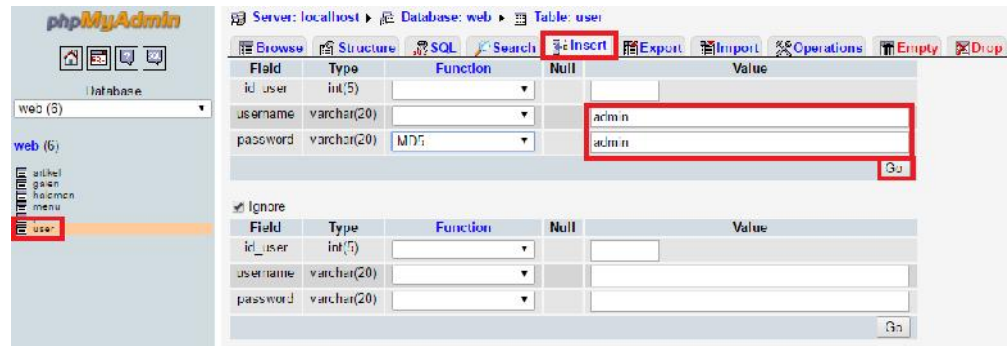 phpMyAdmin
Database
web (6)
web (6)
artikel
galeri
halaman
menu
user
Server: localhost ▸ Database: web ▸ Table: user
Browse Structure SQL Search Insert Export Import Operations Empty Drop
Field Type Function Null Value
id_user int(5)
username varchar(20) admin
password varchar(20) MD5 admin
Go
Ignore
Field Type Function Null Value
id_user int(5)
username varchar(20)
password varchar(20)
Go